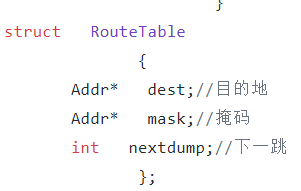 }
struct RouteTable
{
Addr* dest;//目的地
Addr* mask;//掩码
int nextdump;//下一跳
};